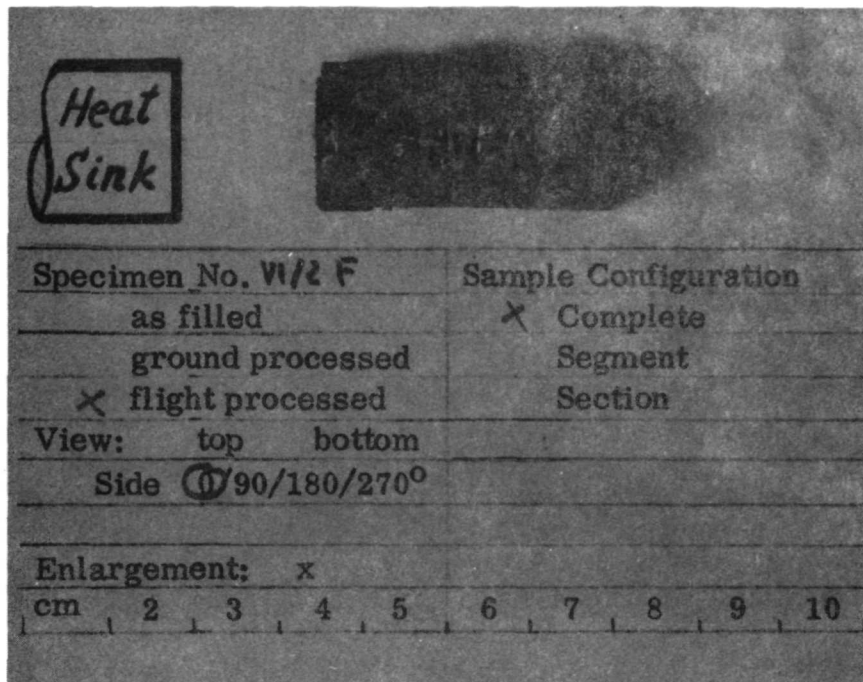 Heat
Sink
Specimen No. VI/2 F Sample Configuration
as filled × Complete
ground processed Segment
× flight processed Section
View: top bottom
Side 0/90/180/270°
Enlargement: x
cm 2 3 4 5 6 7 8 9 10